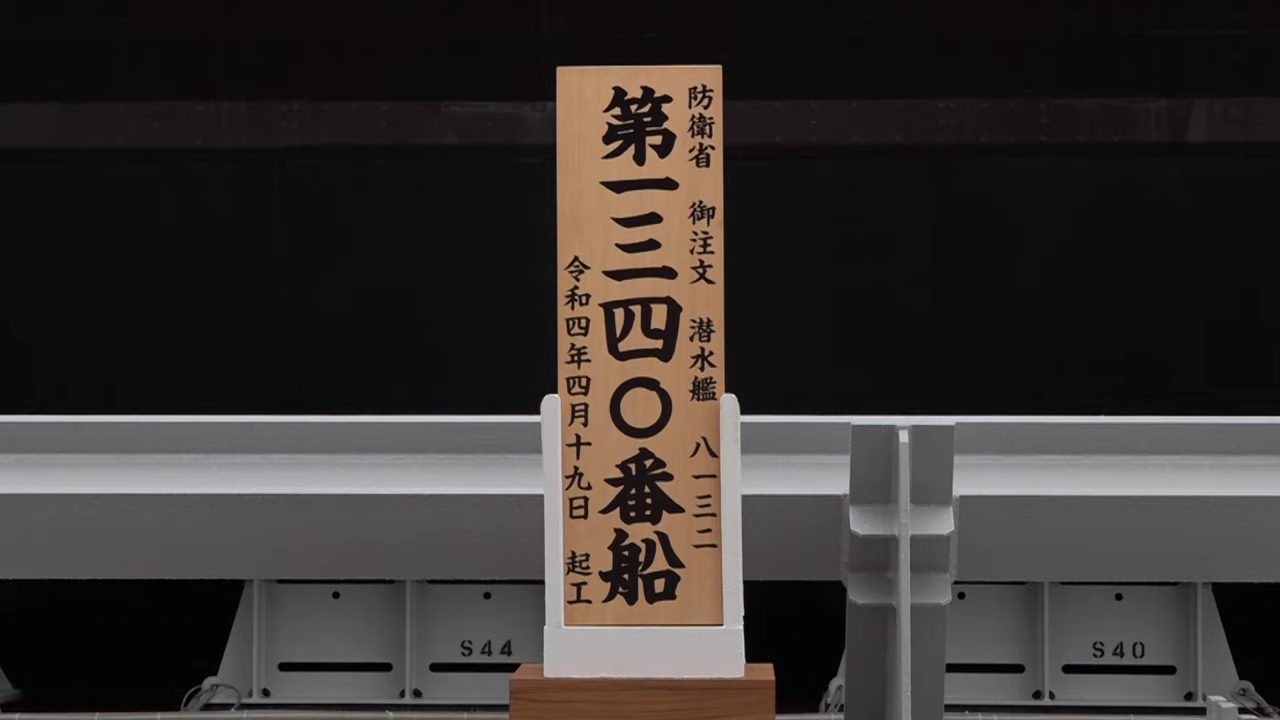 防衛省 御注文 潜水艦 八一三二
第一三四〇番船
令和四年四月十九日 起工
S44
S40